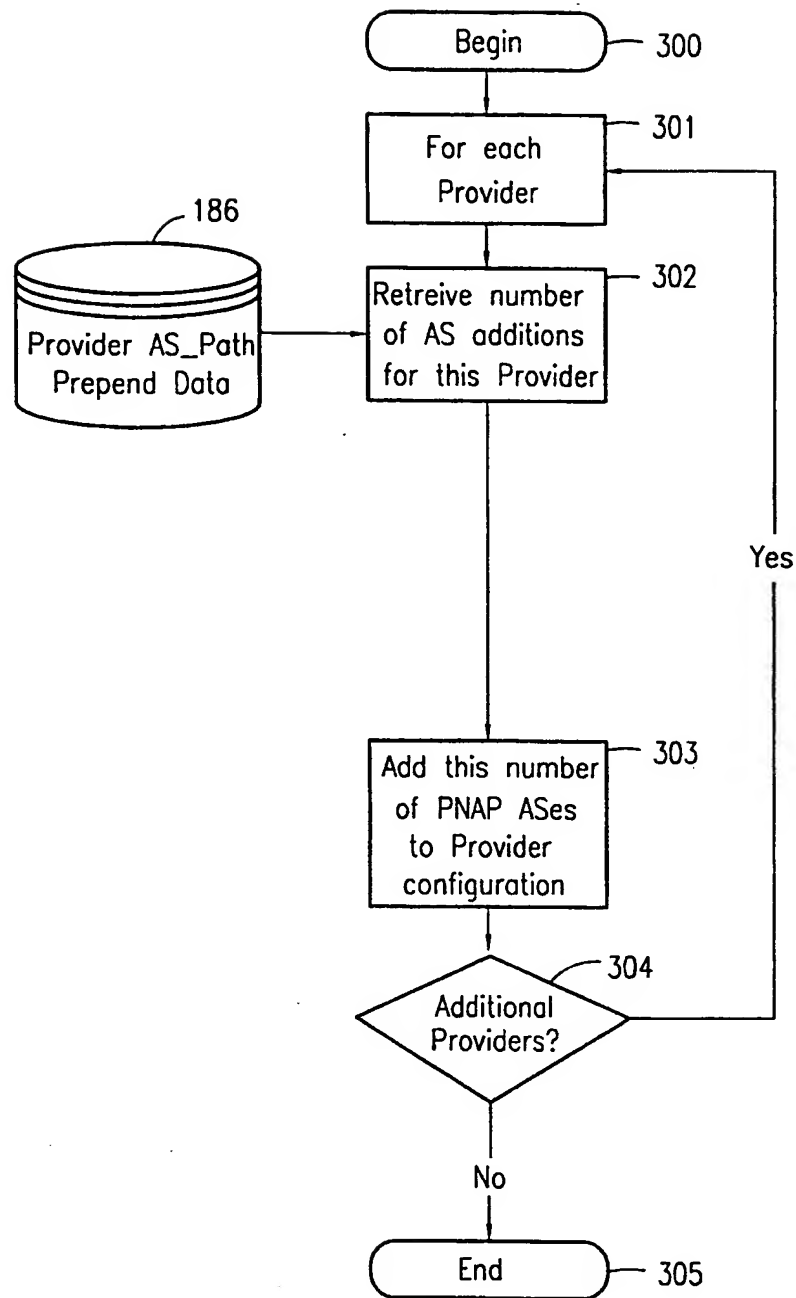 Begin
300
For each
Provider
301
186
Provider AS_Path
Prepend Data
Retreive number
of AS additions
for this Provider
302
Yes
Add this number
of PNAP ASes
to Provider
configuration
303
Additional
Providers?
304
No
End
305